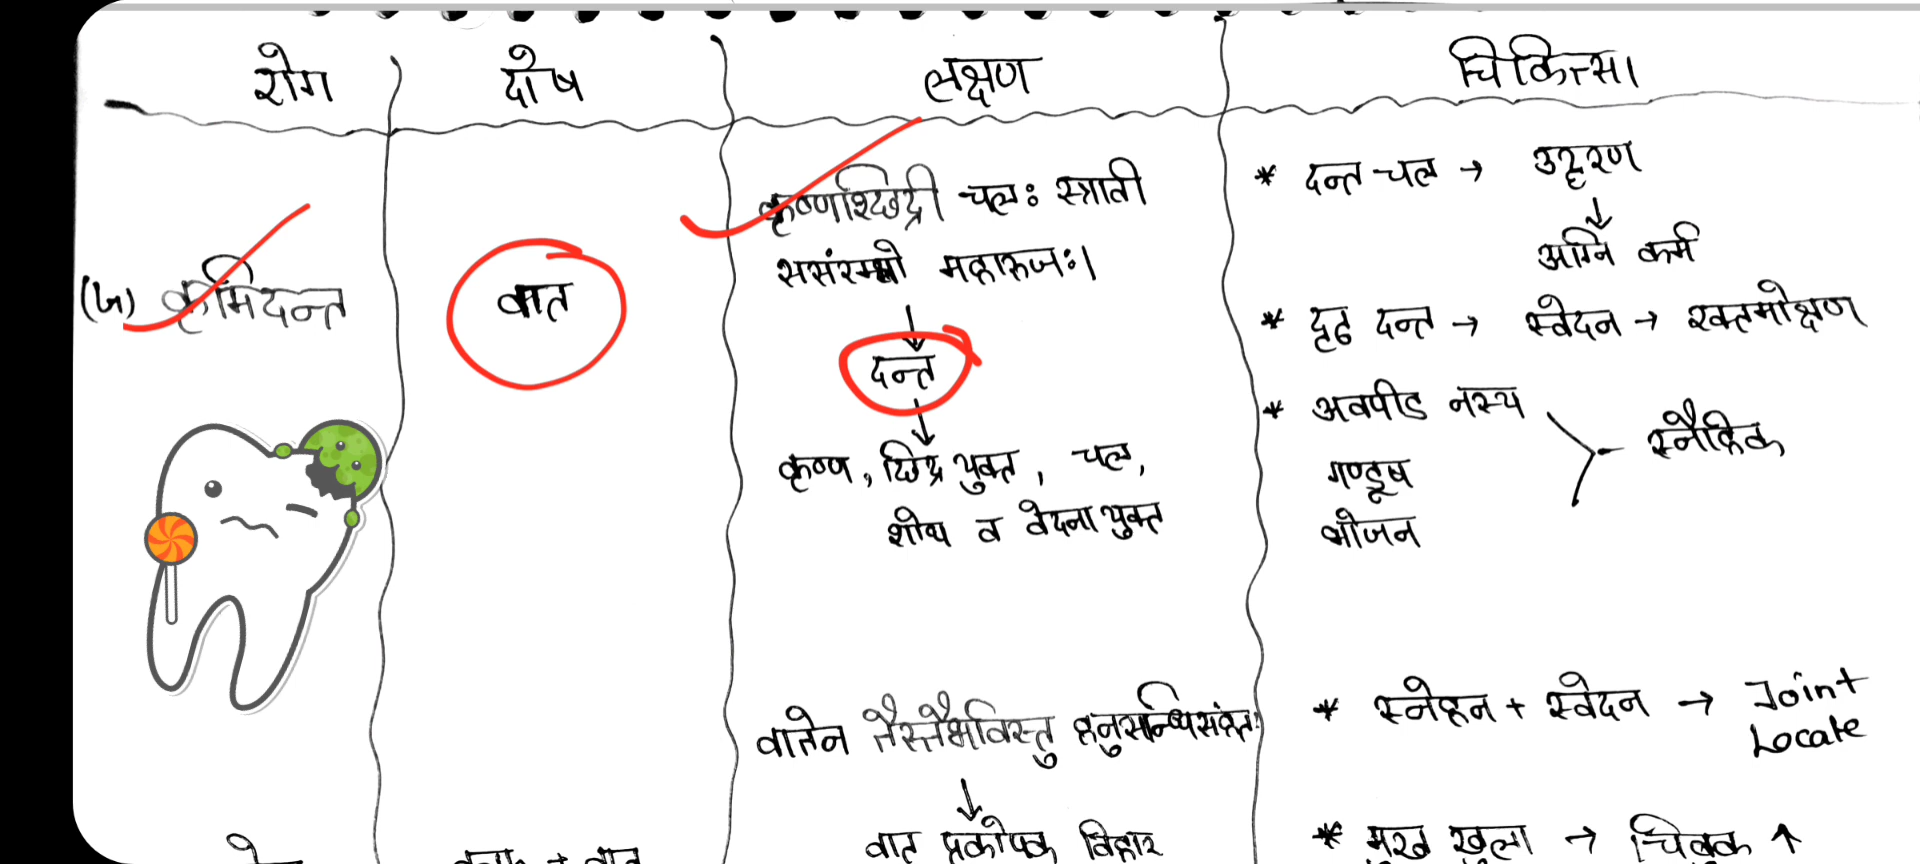 रोग दोष लक्षण चिकित्सा
(५) कृमिदन्त
वात
कृष्णश्छिद्री चलः स्त्रावी
ससंरम्भो महारुजः।
↓
दन्त
↓
कृष्ण, छिद्र युक्त, चल,
शोथ व वेदना युक्त
* दन्त चल → उद्धरण
↓
अग्नि कर्म
* दृढ दन्त → स्वेदन → रक्तमोक्षण
* अवपीड नस्य
गण्डूष
भोजन
स्नैहिक
वातेन तैस्तैर्भावैस्तु हनुसन्धि
↓
वात प्रकोपक विहार
* स्नेहन + स्वेदन → Joint
Locate
* मुख खुला → चिबुक ↑